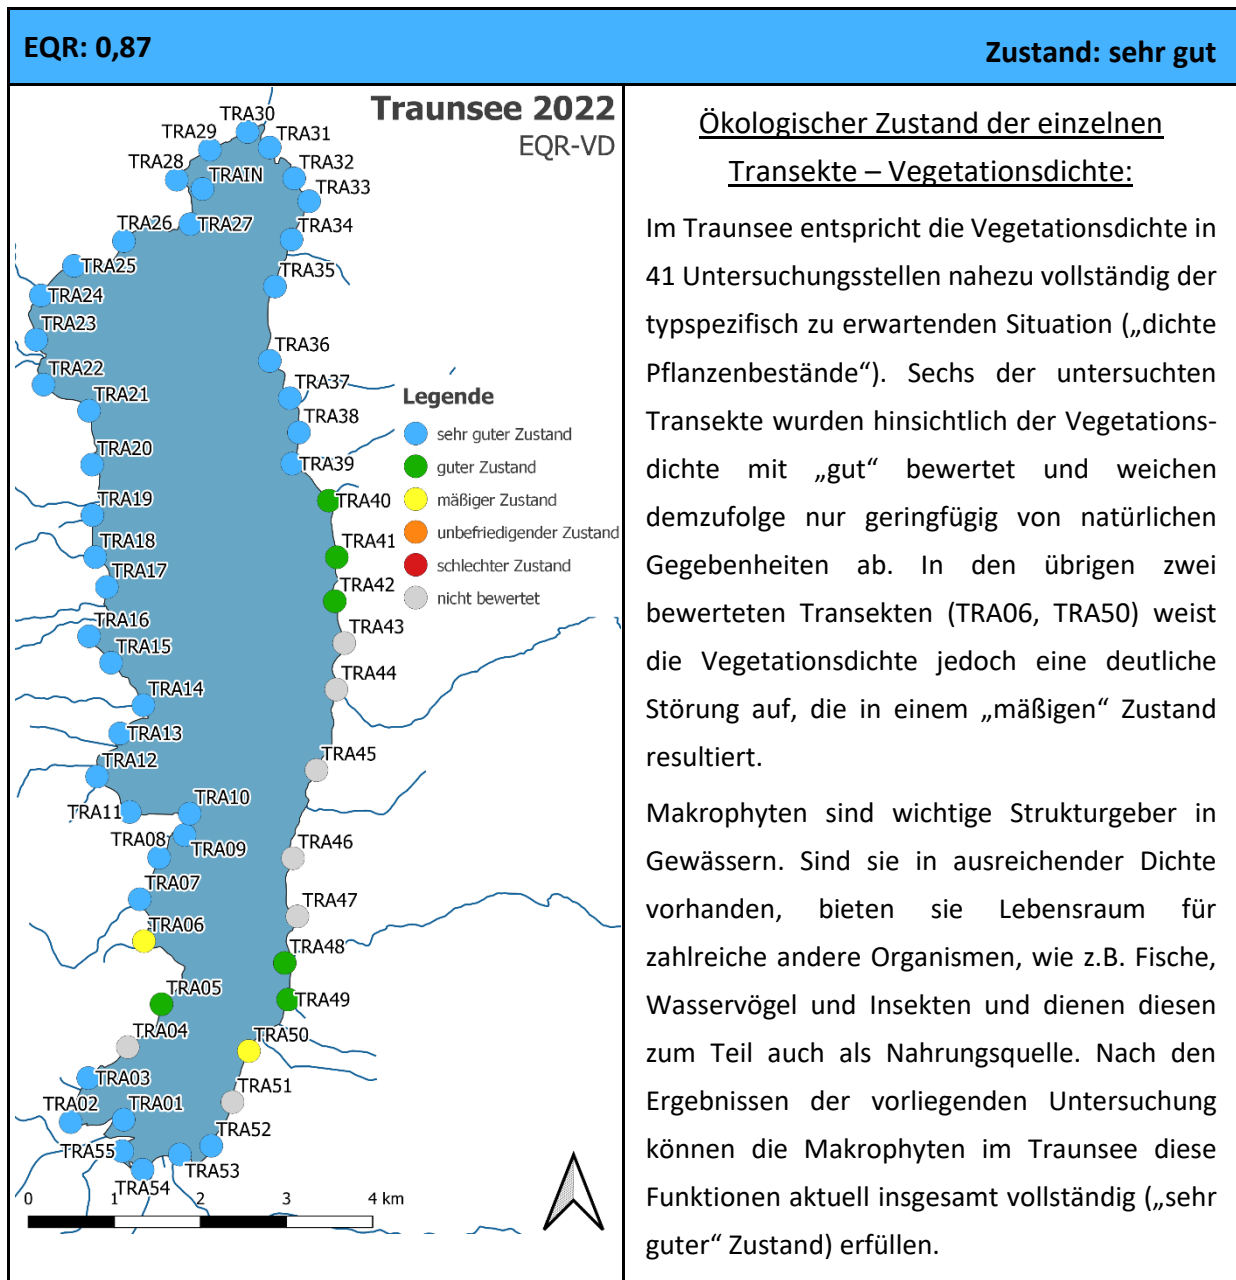 EQR: 0,87
Zustand: sehr gut
Traunsee 2022
EQR-VD
TRA30
TRA29
TRA31
TRA28
TRA32
TRAIN
TRA33
TRA26
TRA27
TRA34
TRA25
TRA35
TRA24
TRA23
TRA36
TRA22
TRA37
TRA21
TRA38
TRA20
TRA39
TRA19
TRA40
TRA18
TRA41
TRA17
TRA42
TRA16
TRA43
TRA15
TRA44
TRA14
TRA13
TRA45
TRA12
TRA11
TRA10
TRA08
TRA09
TRA46
TRA07
TRA47
TRA06
TRA48
TRA05
TRA49
TRA04
TRA50
TRA03
TRA51
TRA02
TRA01
TRA52
TRA55
TRA53
TRA54
Legende
sehr guter Zustand
guter Zustand
mäßiger Zustand
unbefriedigender Zustand
schlechter Zustand
nicht bewertet
0 1 2 3 4 km
Ökologischer Zustand der einzelnen
Transekte – Vegetationsdichte:
Im Traunsee entspricht die Vegetationsdichte in
41 Untersuchungsstellen nahezu vollständig der
typspezifisch zu erwartenden Situation („dichte
Pflanzenbestände“). Sechs der untersuchten
Transekte wurden hinsichtlich der Vegetations-
dichte mit „gut“ bewertet und weichen
demzufolge nur geringfügig von natürlichen
Gegebenheiten ab. In den übrigen zwei
bewerteten Transekten (TRA06, TRA50) weist
die Vegetationsdichte jedoch eine deutliche
Störung auf, die in einem „mäßigen“ Zustand
resultiert.
Makrophyten sind wichtige Strukturgeber in
Gewässern. Sind sie in ausreichender Dichte
vorhanden, bieten sie Lebensraum für
zahlreiche andere Organismen, wie z.B. Fische,
Wasservögel und Insekten und dienen diesen
zum Teil auch als Nahrungsquelle. Nach den
Ergebnissen der vorliegenden Untersuchung
können die Makrophyten im Traunsee diese
Funktionen aktuell insgesamt vollständig („sehr
guter“ Zustand) erfüllen.